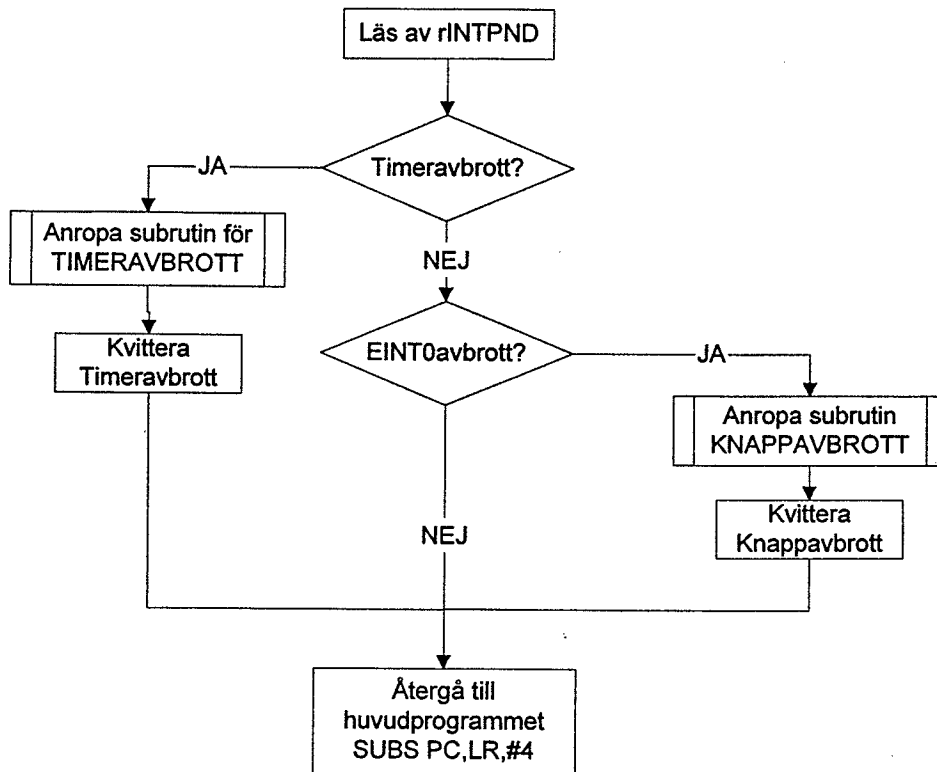 Läs av rINTPND
Timeravbrott?
JA
Anropa subrutin för
TIMERAVBROTT
NEJ
Kvittera
Timeravbrott
EINT0avbrott?
JA
Anropa subrutin
KNAPPAVBROTT
NEJ
Kvittera
Knappavbrott
Återgå till
huvudprogrammet
SUBS PC,LR,#4